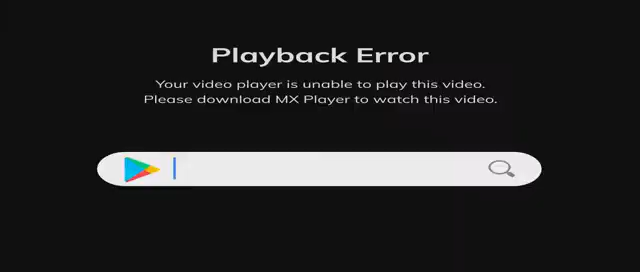 Playback Error
Your video player is unable to play this video.
Please download MX Player to watch this video.